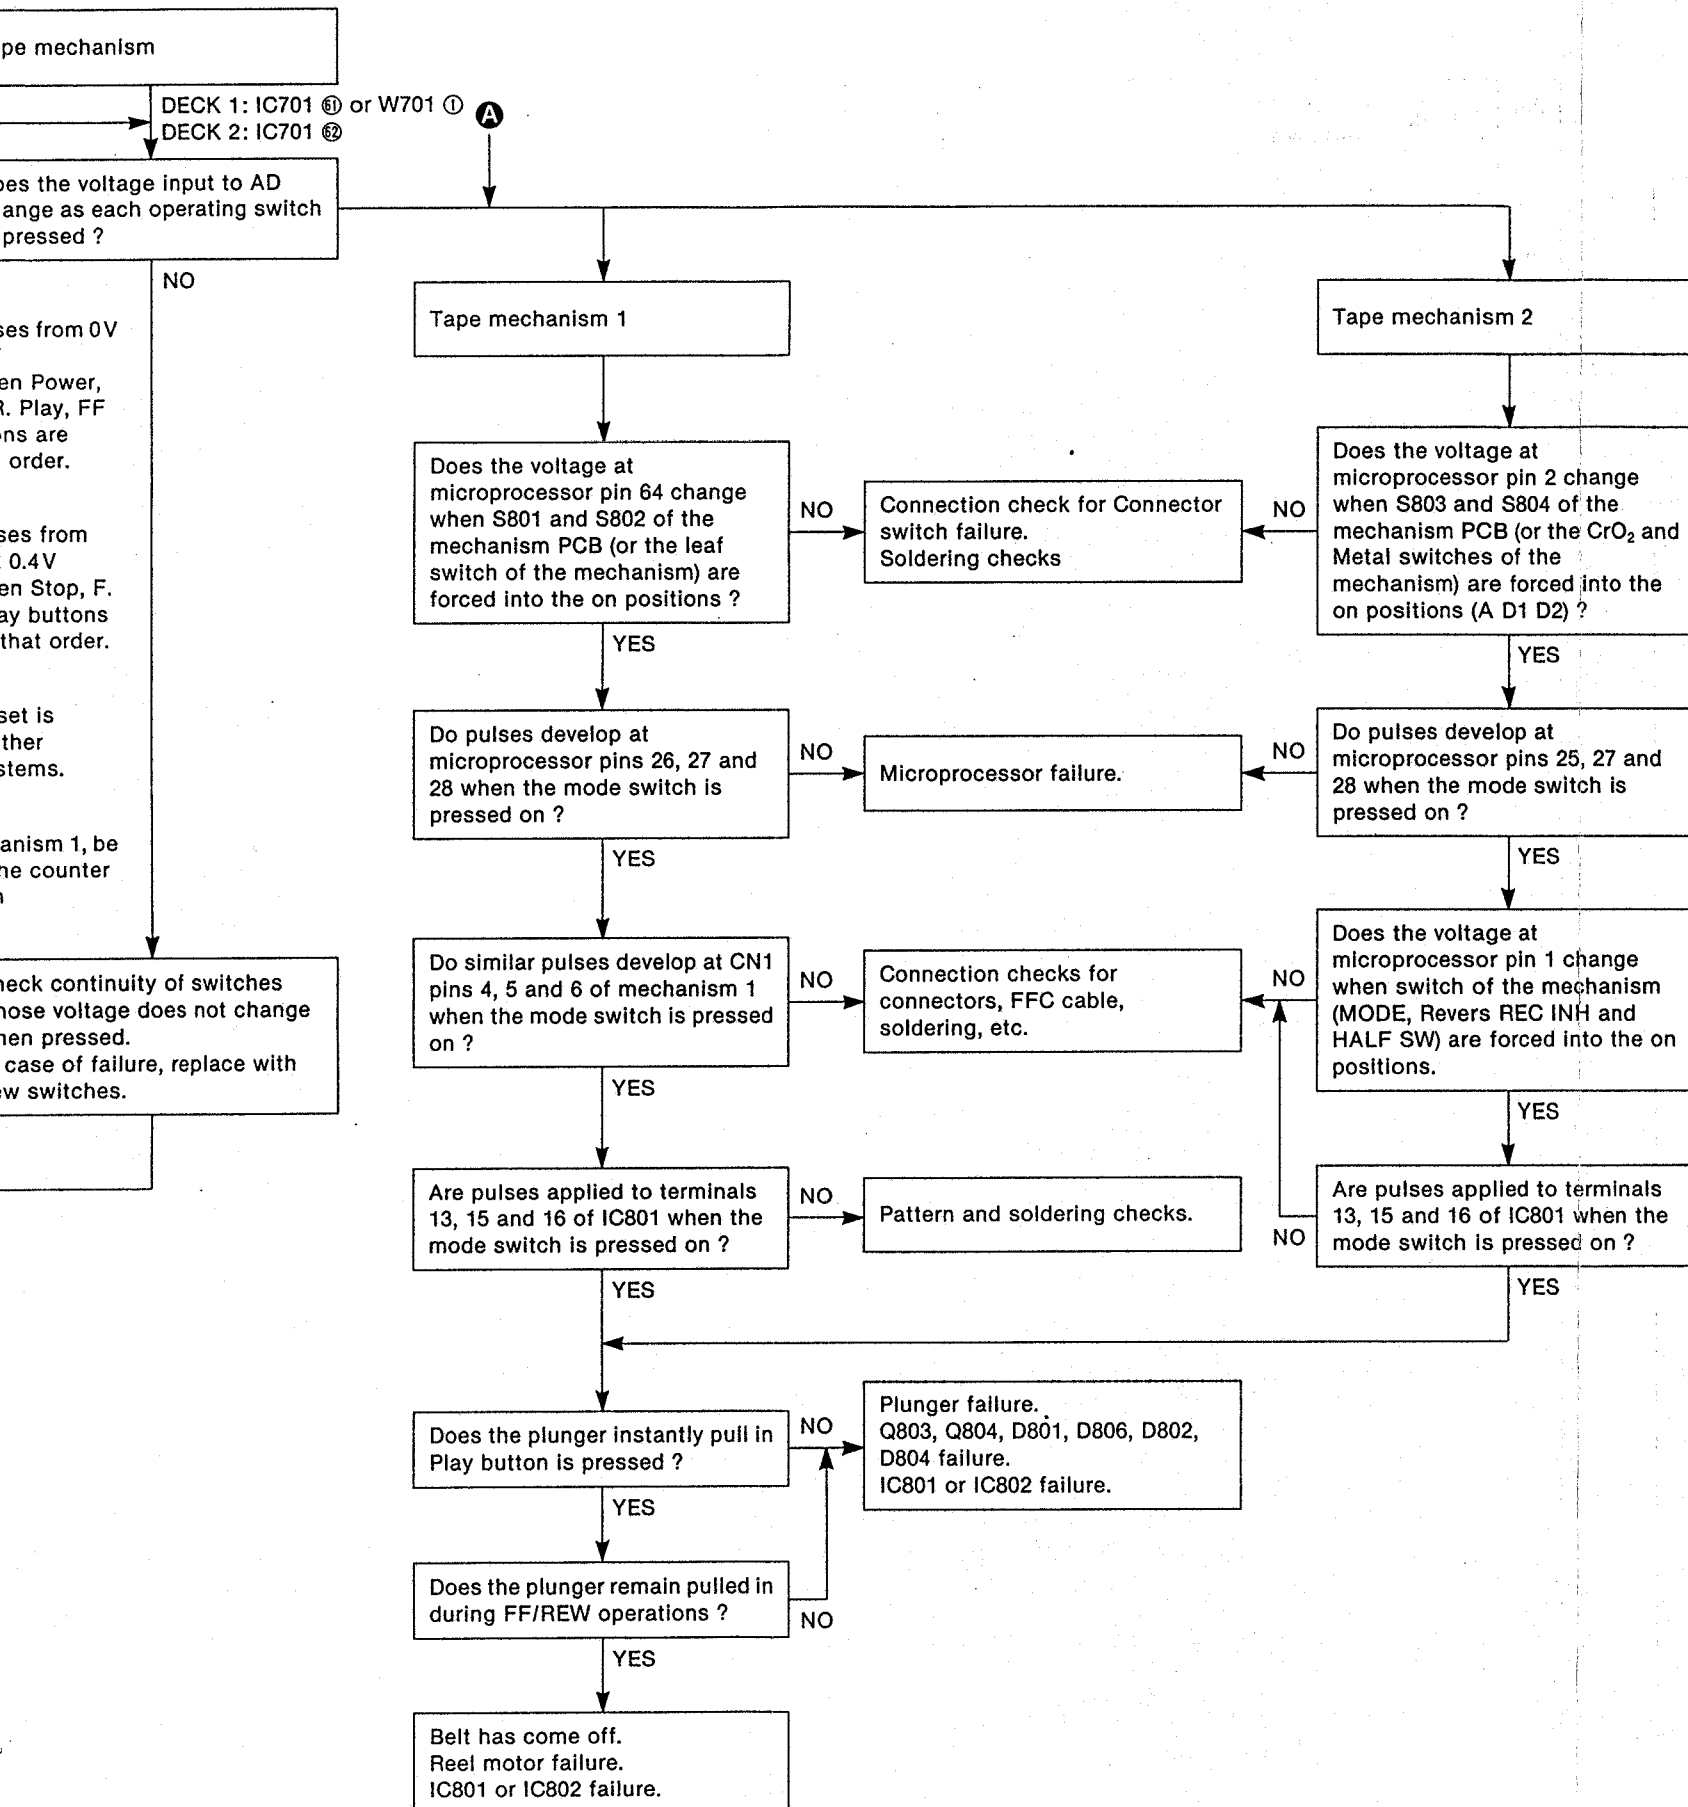 pe mechanism
DECK 1: IC701 ㉛ or W701 ①
DECK 2: IC701
A
es the voltage input to AD
ange as each operating switch
pressed ?
NO
ses from 0V
en Power,
R. Play, FF
ons are
order.
ses from
0.4V
en Stop, F.
ay buttons
that order.
set is
ther
stems.
anism 1, be
he counter
neck continuity of switches
hose voltage does not change
hen pressed.
case of failure, replace with
ew switches.
Tape mechanism 1
Does the voltage at
microprocessor pin 64 change
when S801 and S802 of the
mechanism PCB (or the leaf
switch of the mechanism) are
forced into the on positions ?
NO
YES
Do pulses develop at
microprocessor pins 26, 27 and
28 when the mode switch is
pressed on ?
NO
YES
Do similar pulses develop at CN1
pins 4, 5 and 6 of mechanism 1
when the mode switch is pressed
on ?
NO
YES
Are pulses applied to terminals
13, 15 and 16 of IC801 when the
mode switch is pressed on ?
NO
YES
Connection check for Connector
switch failure.
Soldering checks
Microprocessor failure.
Connection checks for
connectors, FFC cable,
soldering, etc.
Pattern and soldering checks.
Tape mechanism 2
Does the voltage at
microprocessor pin 2 change
when S803 and S804 of the
mechanism PCB (or the CrO₂ and
Metal switches of the
mechanism) are forced into the
on positions (A D1 D2) ?
NO
YES
Do pulses develop at
microprocessor pins 25, 27 and
28 when the mode switch is
pressed on ?
NO
YES
Does the voltage at
microprocessor pin 1 change
when switch of the mechanism
(MODE, Revers REC INH and
HALF SW) are forced into the on
positions.
NO
YES
Are pulses applied to terminals
13, 15 and 16 of IC801 when the
mode switch is pressed on ?
NO
YES
Does the plunger instantly pull in
Play button is pressed ?
NO
YES
Plunger failure.
Q803, Q804, D801, D806, D802,
D804 failure.
IC801 or IC802 failure.
Does the plunger remain pulled in
during FF/REW operations ?
NO
YES
Belt has come off.
Reel motor failure.
IC801 or IC802 failure.